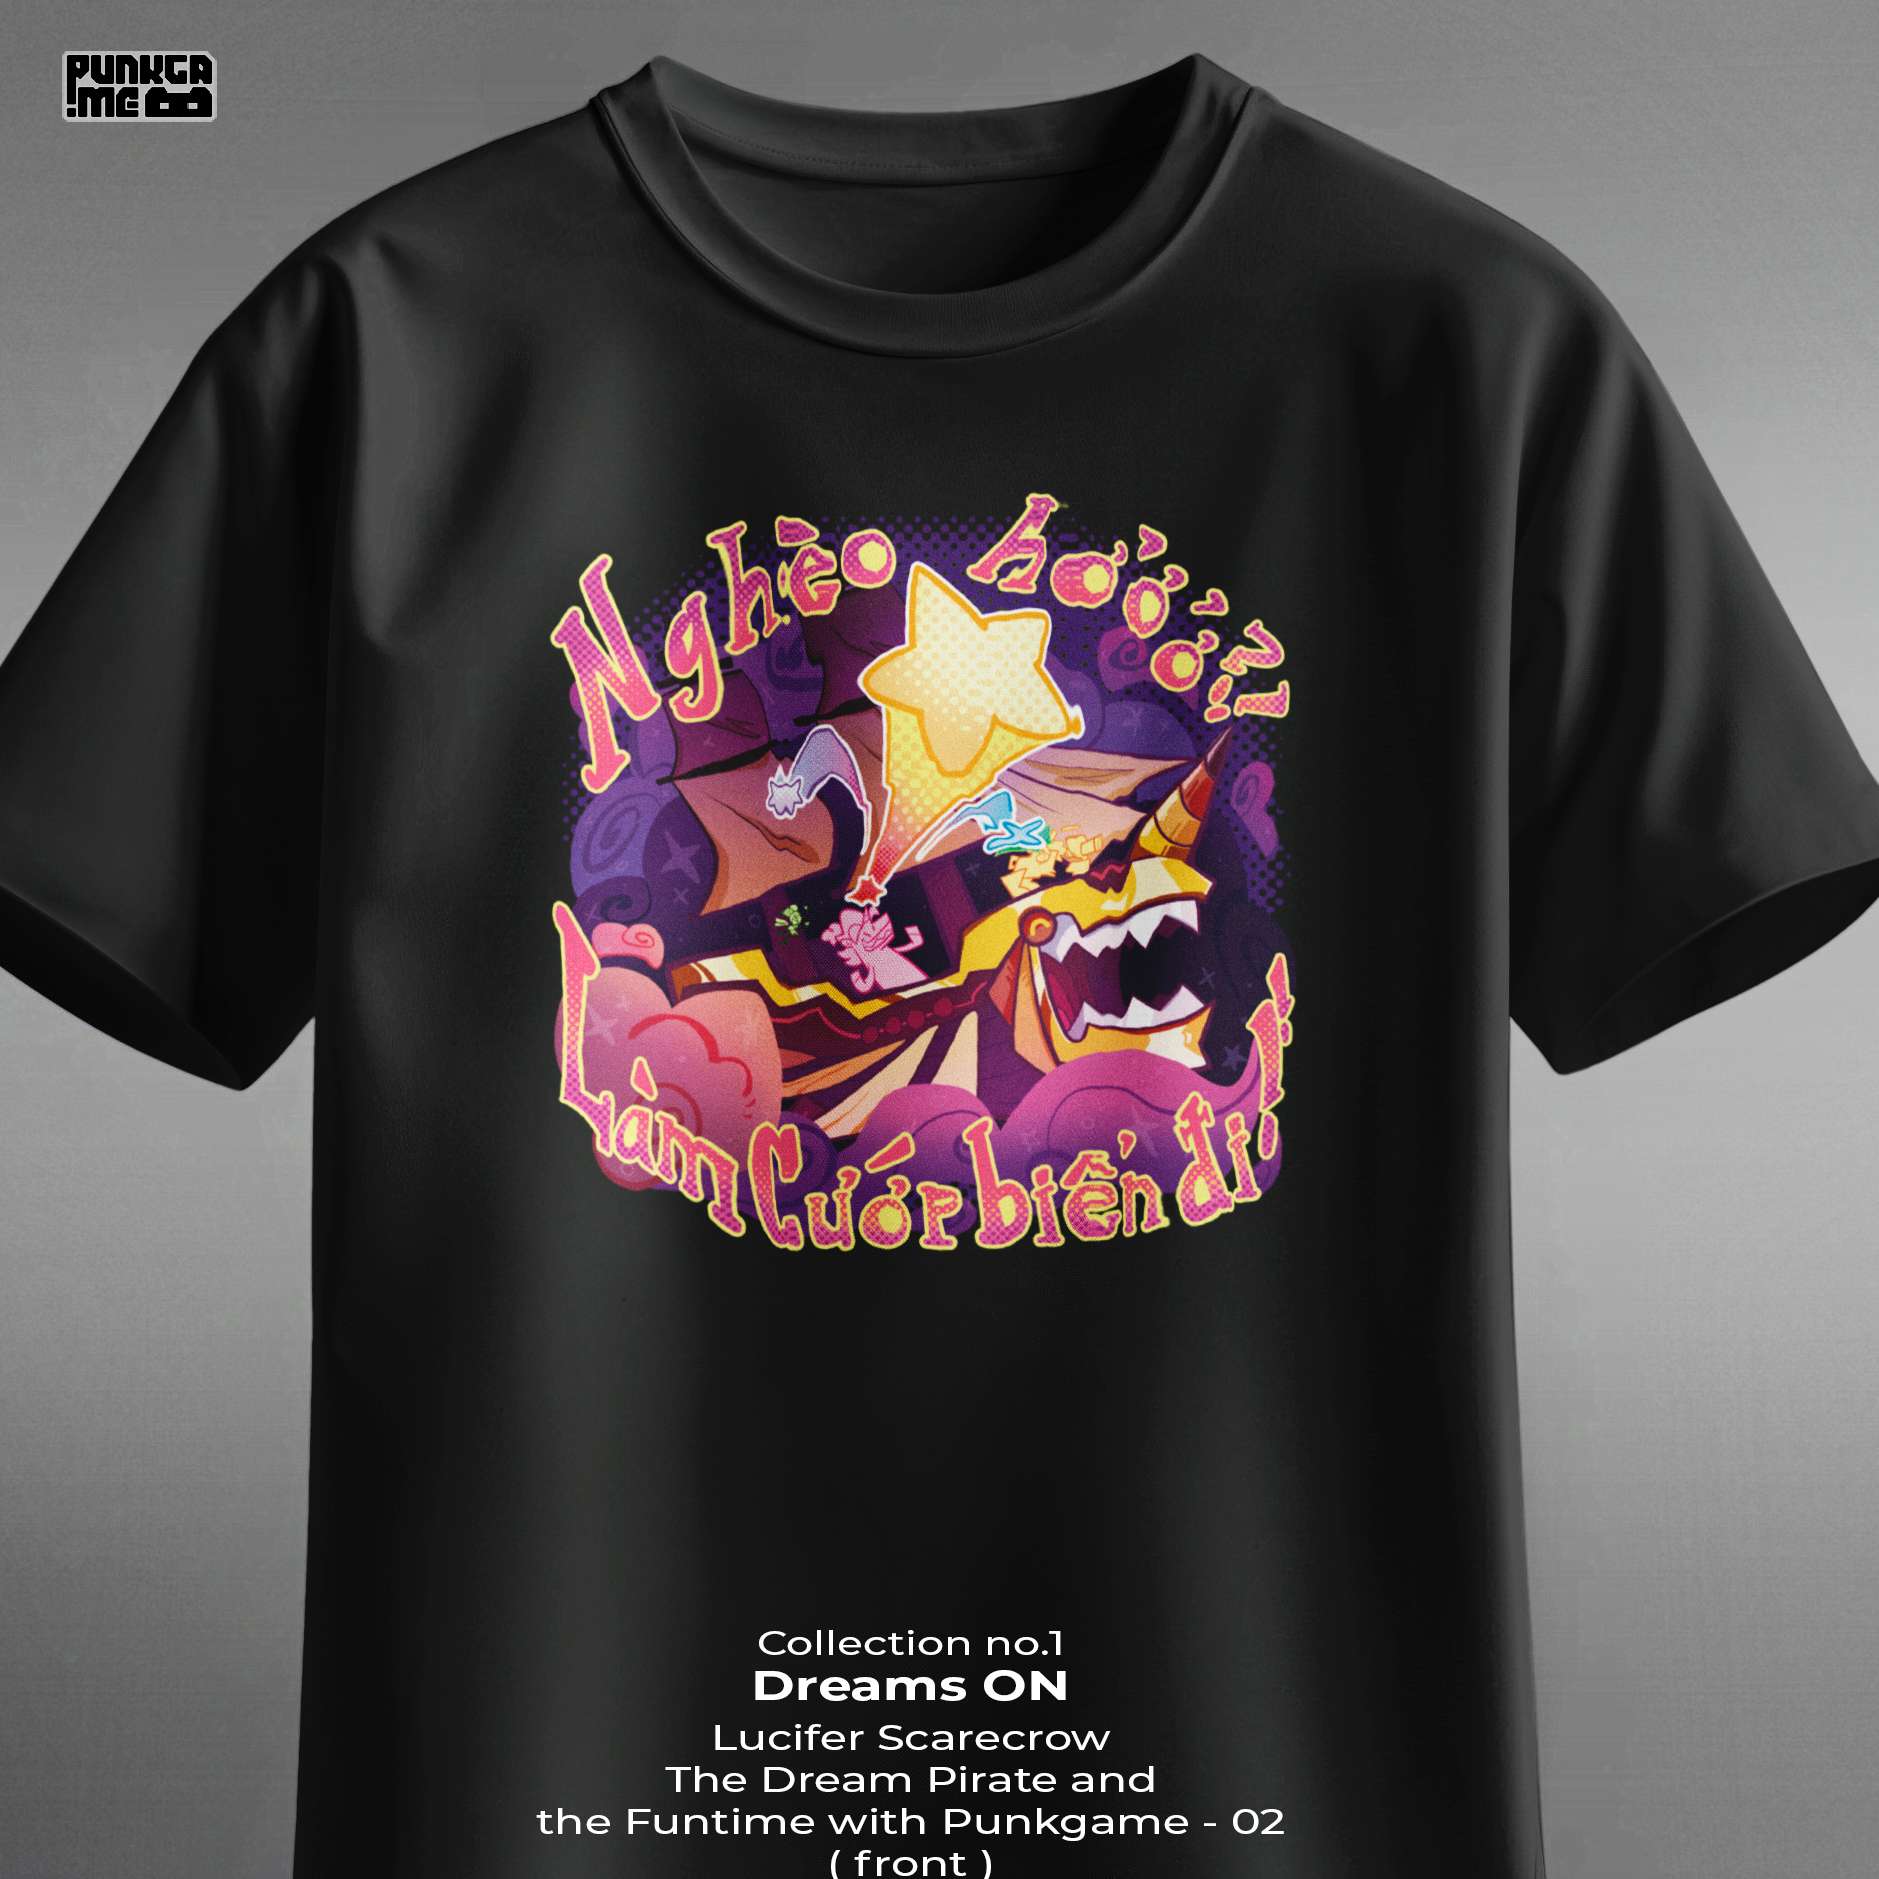 PUNKGA
.ME
Nghèo hởởở?!
Làm Cướp biển đi!
Collection no.1
Dreams ON
Lucifer Scarecrow
The Dream Pirate and
the Funtime with Punkgame - 02
( front )